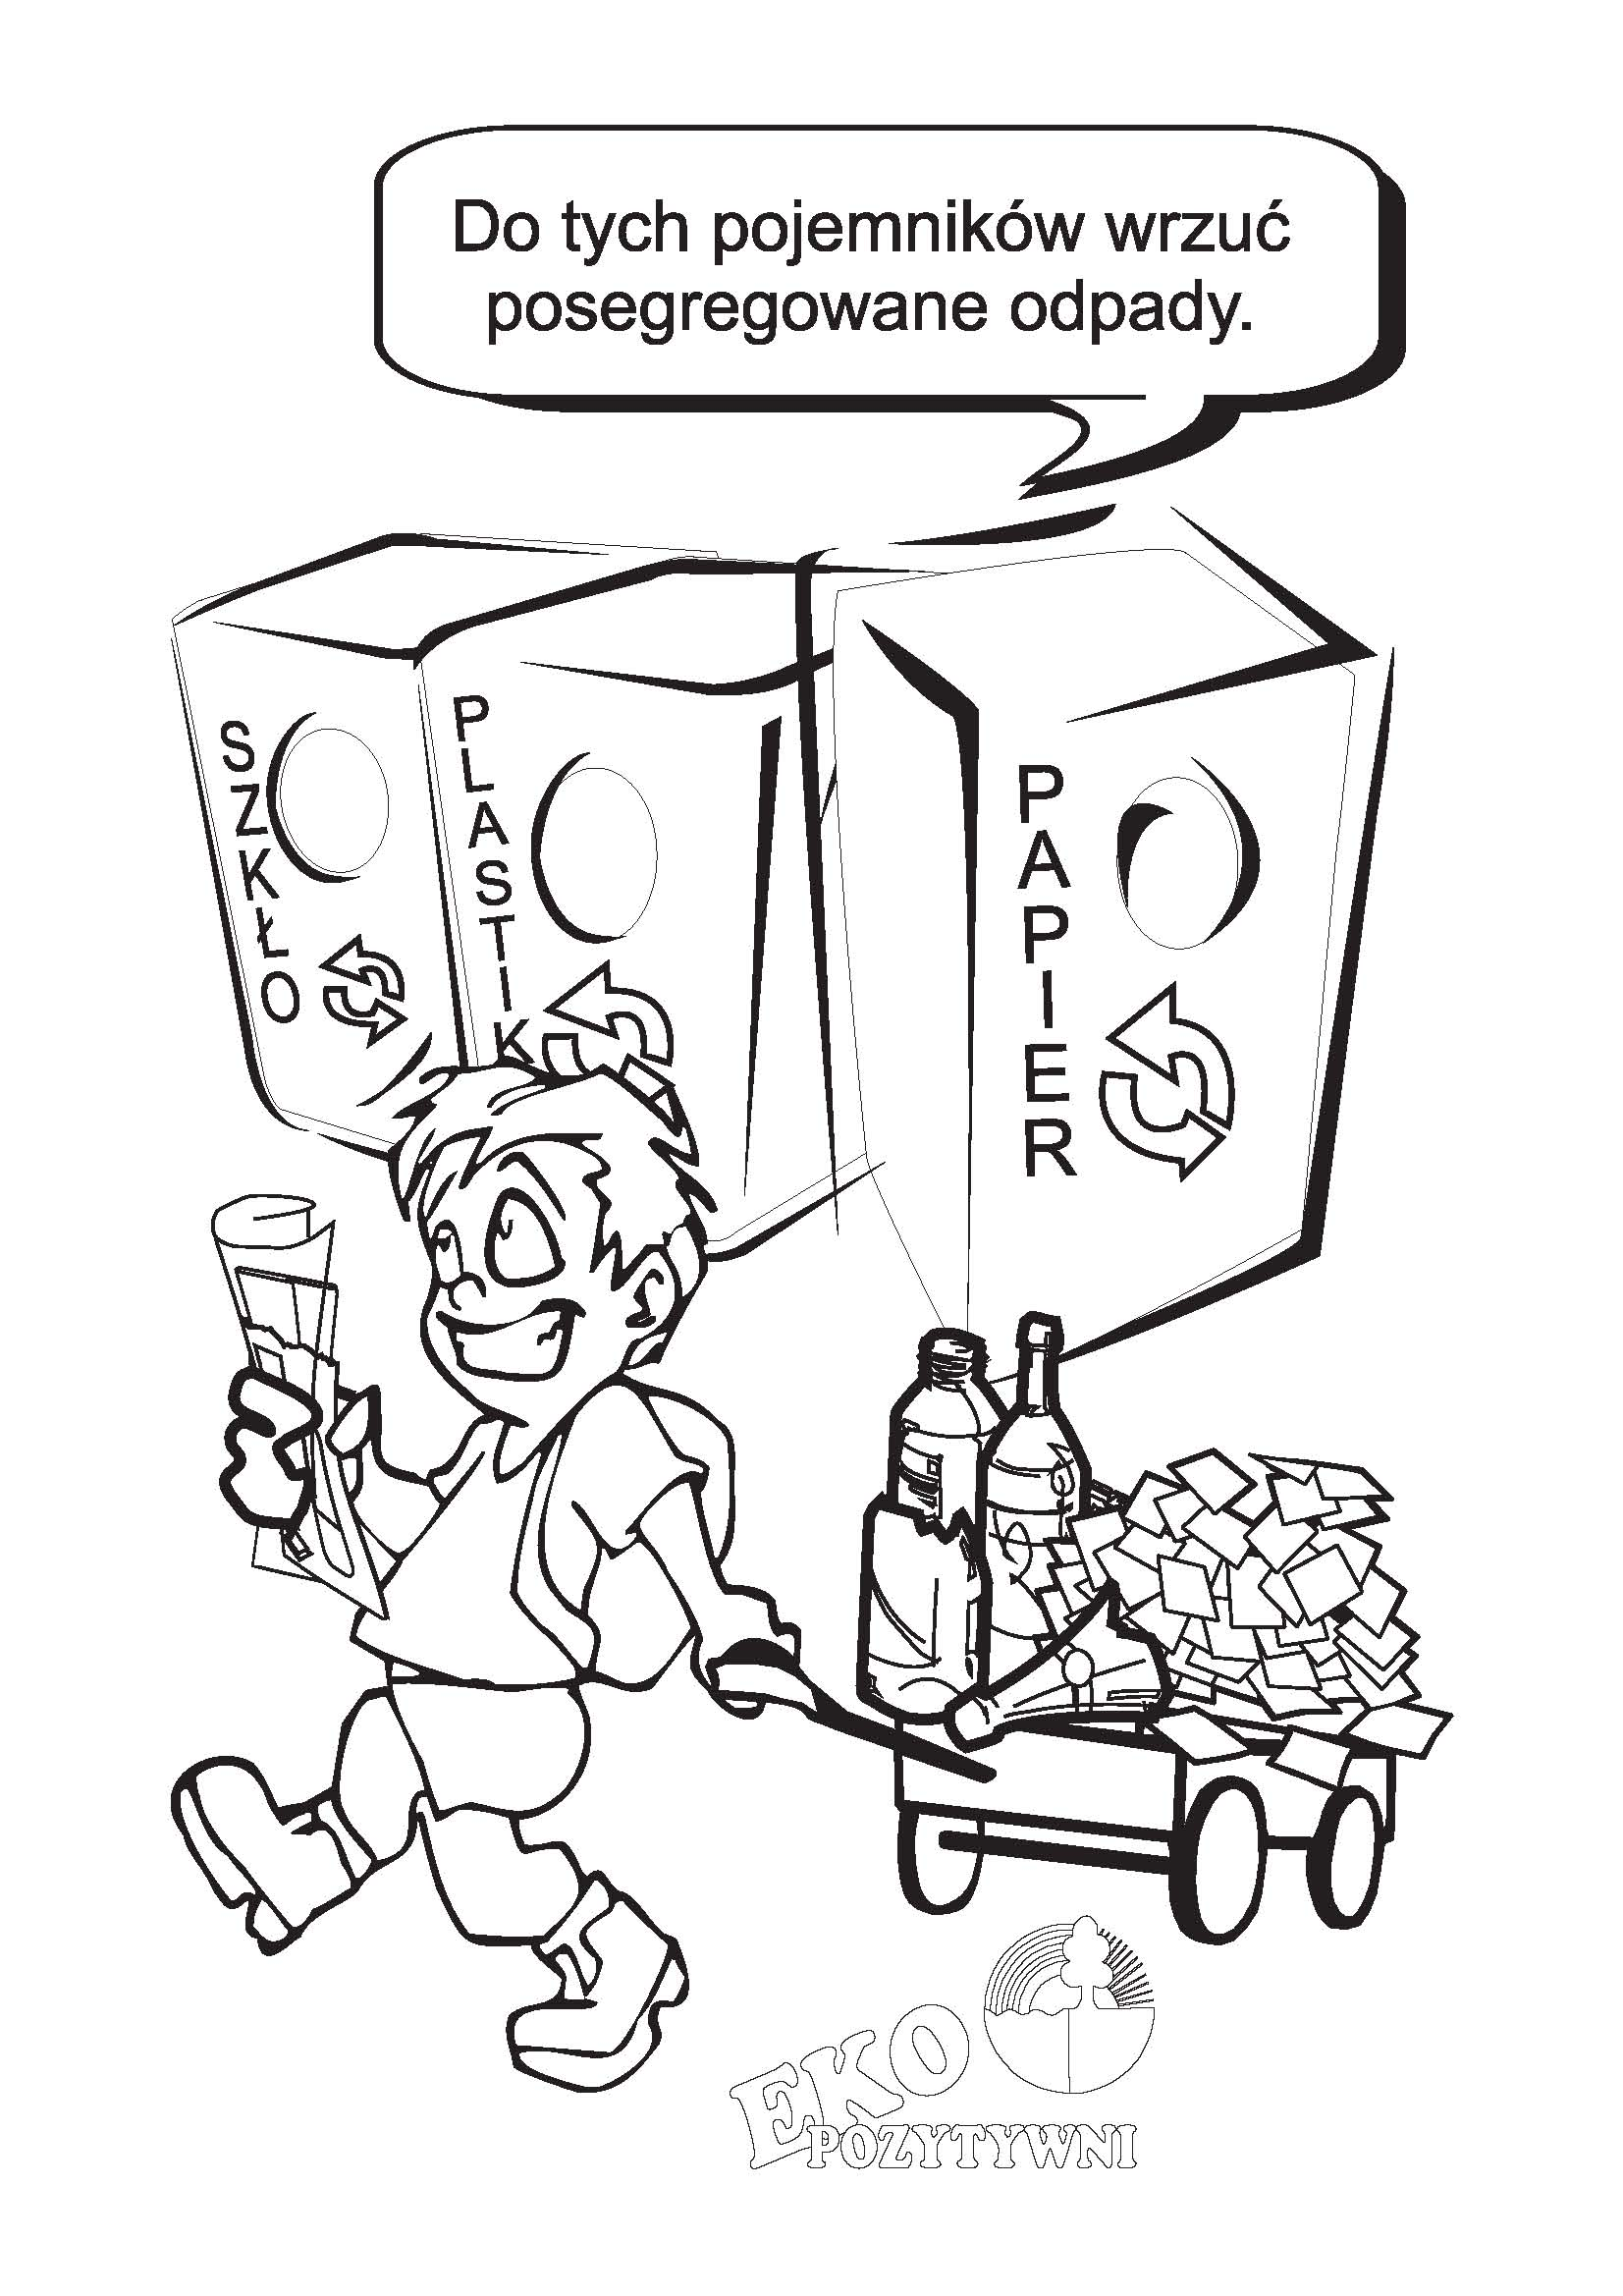 Do tych pojemników wrzuć
posegregowane odpady.
SZKŁO
PLASTIK
PAPIER
EKO
POZYTYWNI